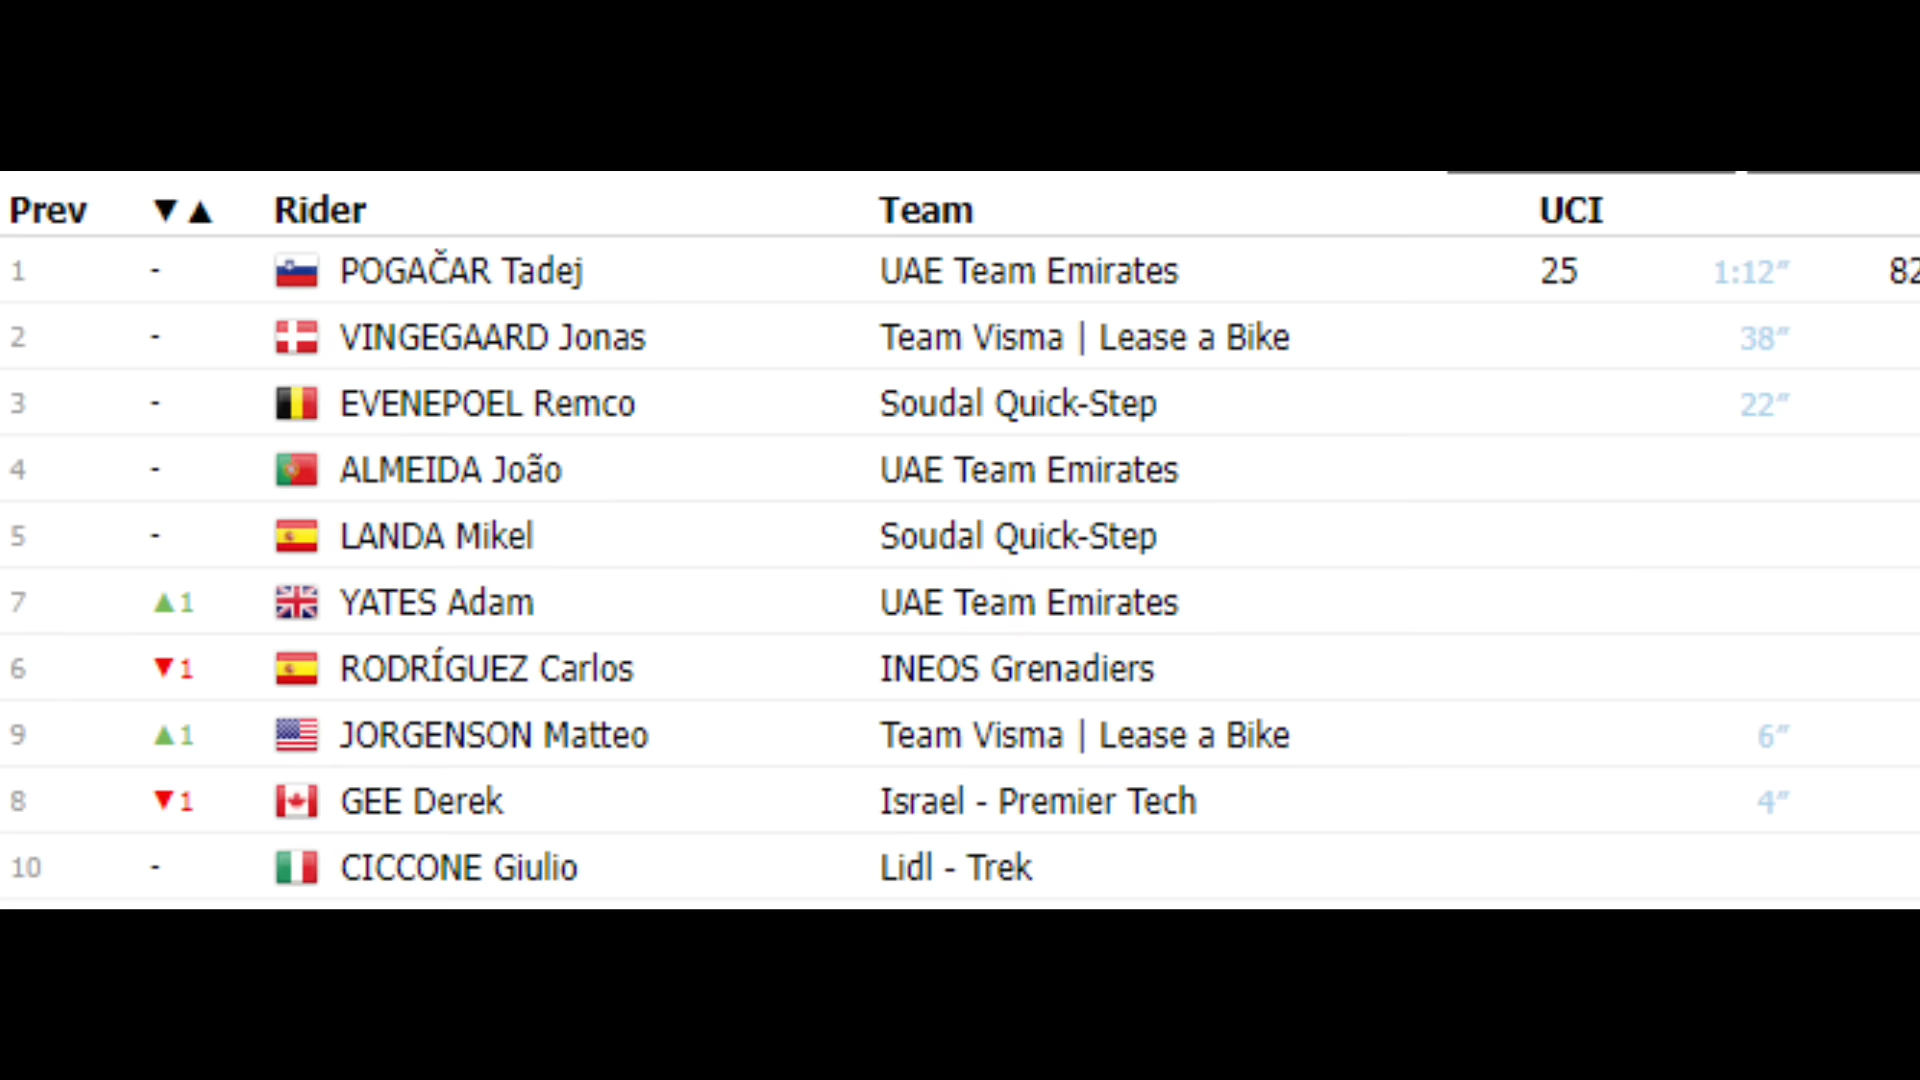 Prev ▼▲ Rider Team UCI
1 - POGAČAR Tadej UAE Team Emirates 25 1:12″ 82
2 - VINGEGAARD Jonas Team Visma | Lease a Bike 38″
3 - EVENEPOEL Remco Soudal Quick-Step 22″
4 - ALMEIDA João UAE Team Emirates
5 - LANDA Mikel Soudal Quick-Step
7 ▲1 YATES Adam UAE Team Emirates
6 ▼1 RODRÍGUEZ Carlos INEOS Grenadiers
9 ▲1 JORGENSON Matteo Team Visma | Lease a Bike 6″
8 ▼1 GEE Derek Israel - Premier Tech 4″
10 - CICCONE Giulio Lidl - Trek